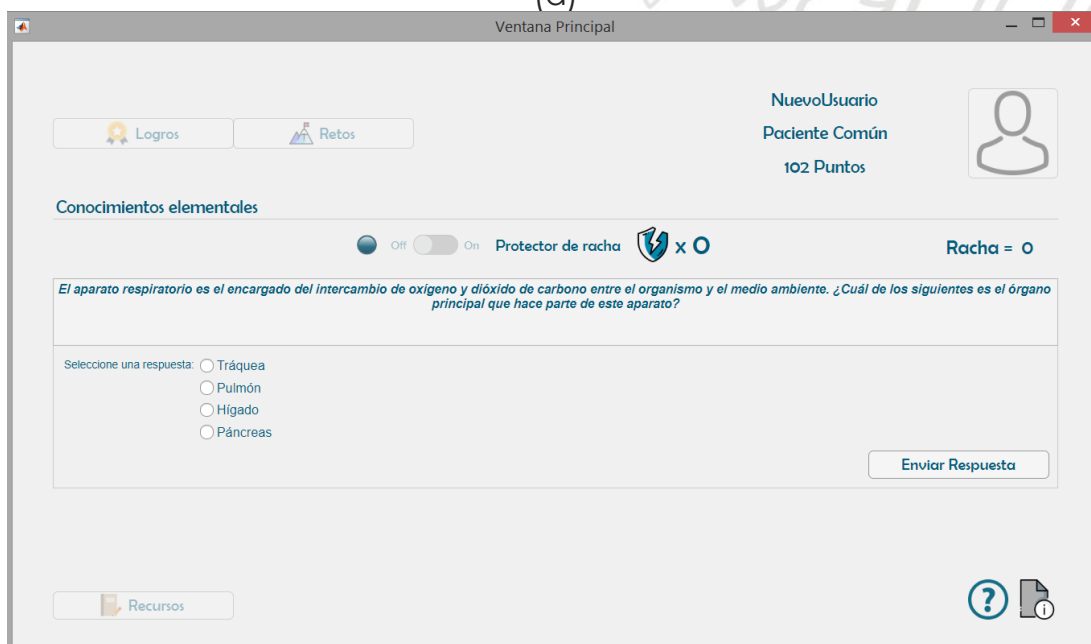 (d)
Ventana Principal
NuevoUsuario
Logros
Retos
Paciente Común
102 Puntos
Conocimientos elementales
Off
On
Protector de racha
x 0
Racha = 0
El aparato respiratorio es el encargado del intercambio de oxígeno y dióxido de carbono entre el organismo y el medio ambiente. ¿Cuál de los siguientes es el órgano
principal que hace parte de este aparato?
Seleccione una respuesta:
Tráquea
Pulmón
Hígado
Páncreas
Enviar Respuesta
Recursos
?
i